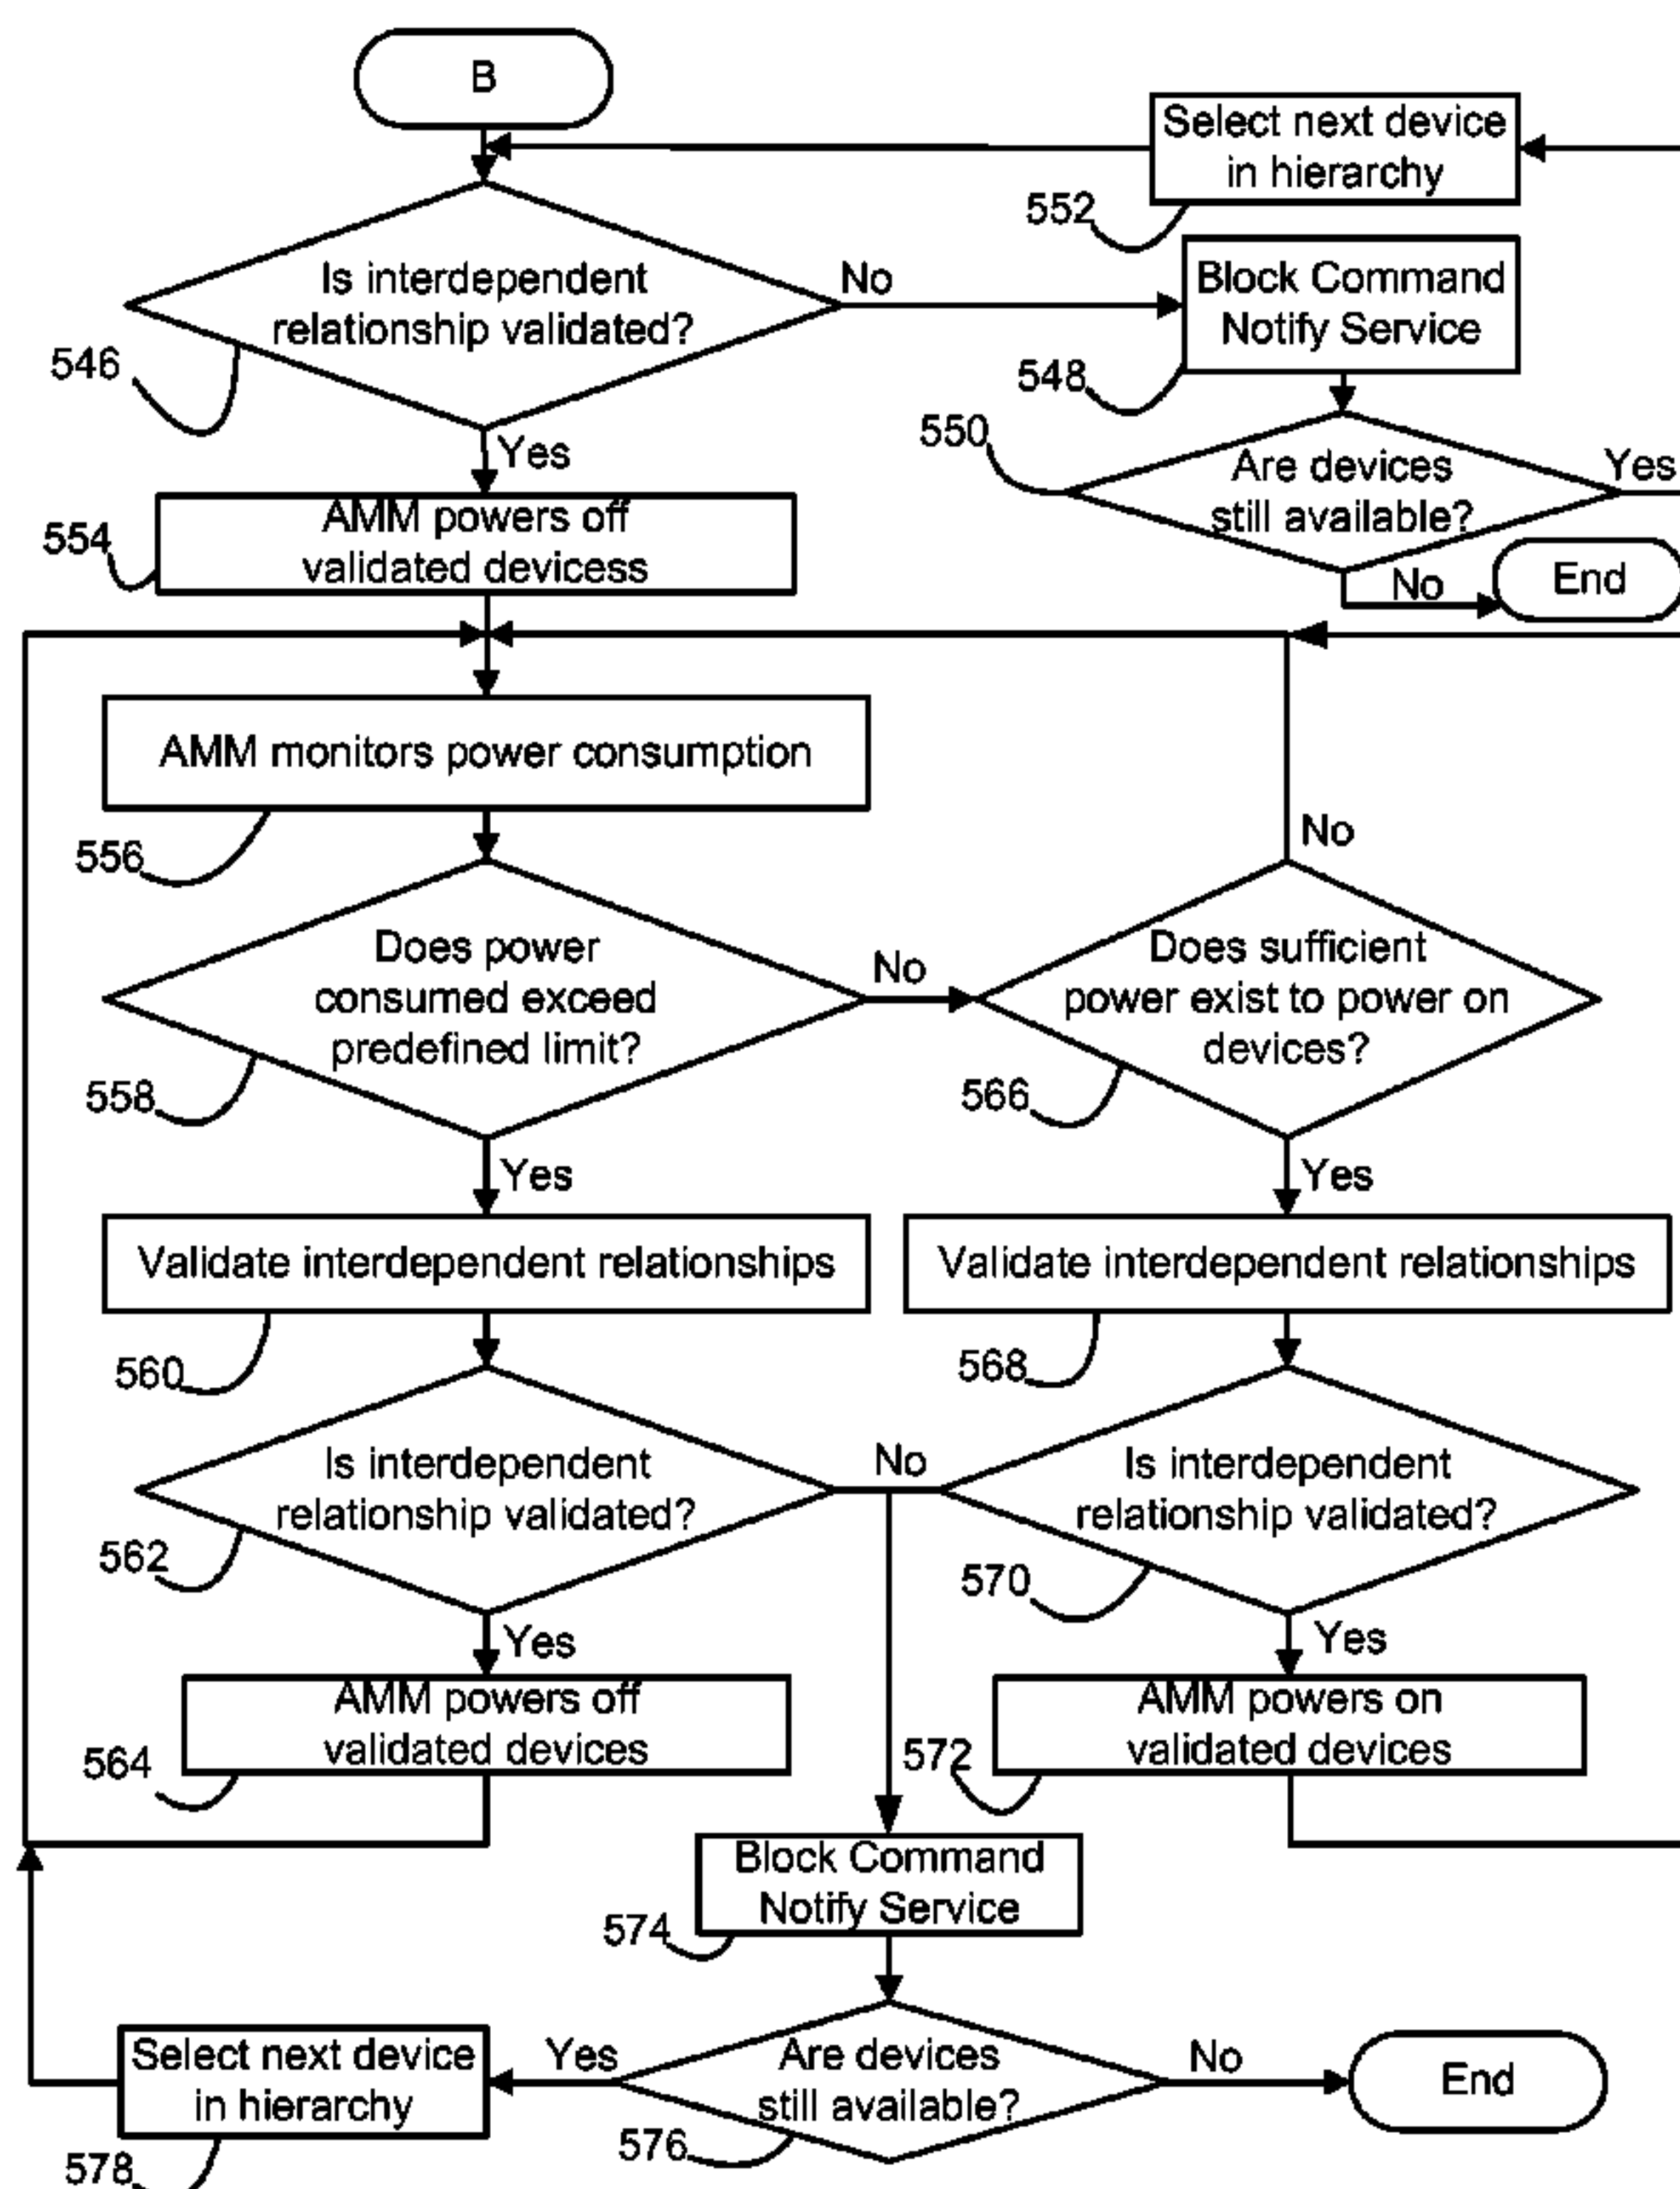 B
Select next device
in hierarchy
552
Is interdependent
relationship validated?
No
546
Block Command
Notify Service
548
550
Are devices
still available?
Yes
No
End
Yes
AMM powers off
validated devicess
554
AMM monitors power consumption
556
Does power
consumed exceed
predefined limit?
558
No
Does sufficient
power exist to power on
devices?
566
No
Yes
Yes
Validate interdependent relationships
560
Validate interdependent relationships
568
Is interdependent
relationship validated?
562
No
Is interdependent
relationship validated?
570
Yes
Yes
AMM powers off
validated devices
564
AMM powers on
validated devices
572
Block Command
Notify Service
574
Select next device
in hierarchy
578
Yes
Are devices
still available?
576
No
End